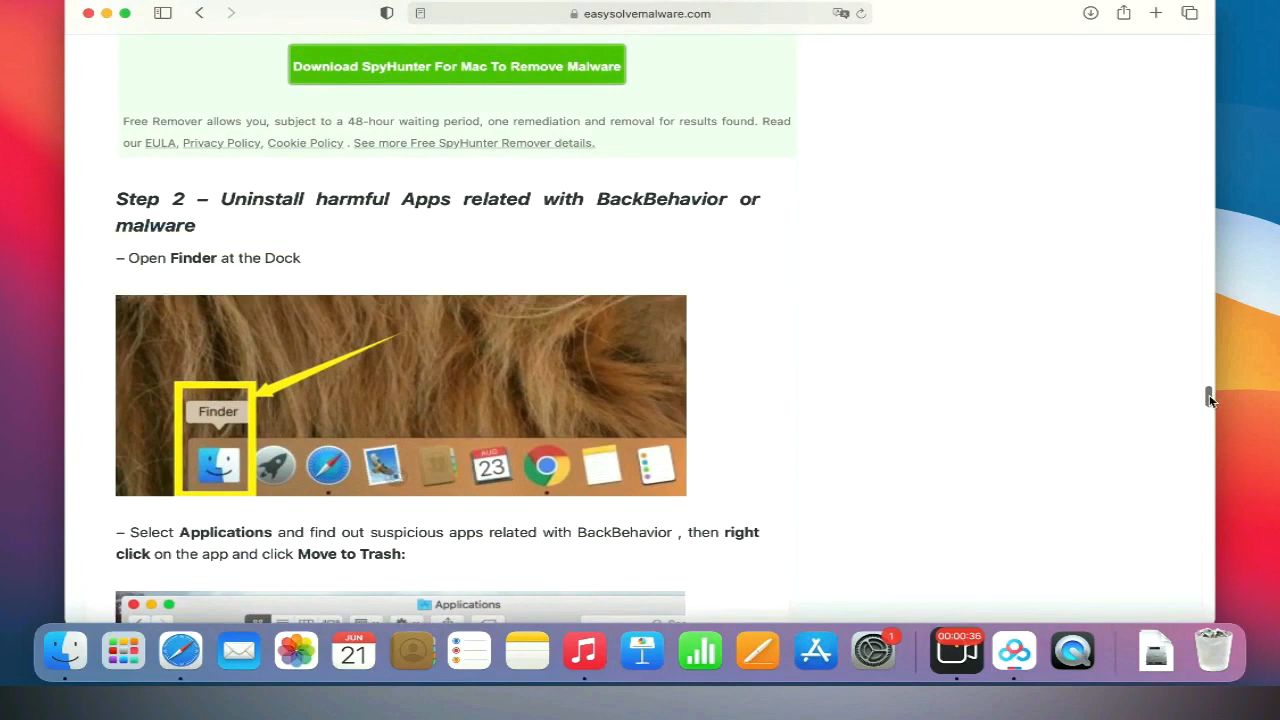 easysolvemalware.com
Download SpyHunter For Mac To Remove Malware
Free Remover allows you, subject to a 48-hour waiting period, one remediation and removal for results found. Read
our EULA, Privacy Policy, Cookie Policy . See more Free SpyHunter Remover details.
Step 2 – Uninstall harmful Apps related with BackBehavior or
malware
– Open Finder at the Dock
Finder
AUG
23
– Select Applications and find out suspicious apps related with BackBehavior , then right
click on the app and click Move to Trash:
Applications
JUN
21
1
00:00:36